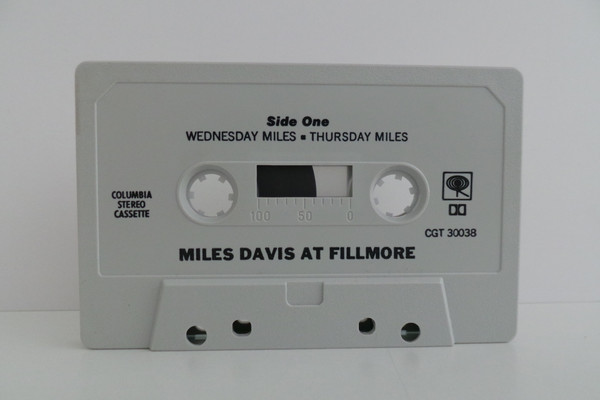 Side One
WEDNESDAY MILES ▪ THURSDAY MILES
COLUMBIA
STEREO
CASSETTE
100 50 0
CGT 30038
MILES DAVIS AT FILLMORE